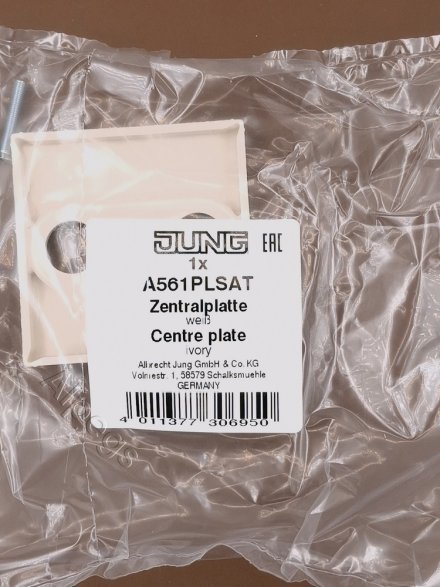 JUNG EAC
1x
A561PLSAT
Zentralplatte
weiß
Centre plate
ivory
Albrecht Jung GmbH & Co. KG
Volmestr. 1, 58579 Schalksmühle
GERMANY
4 011377 306950